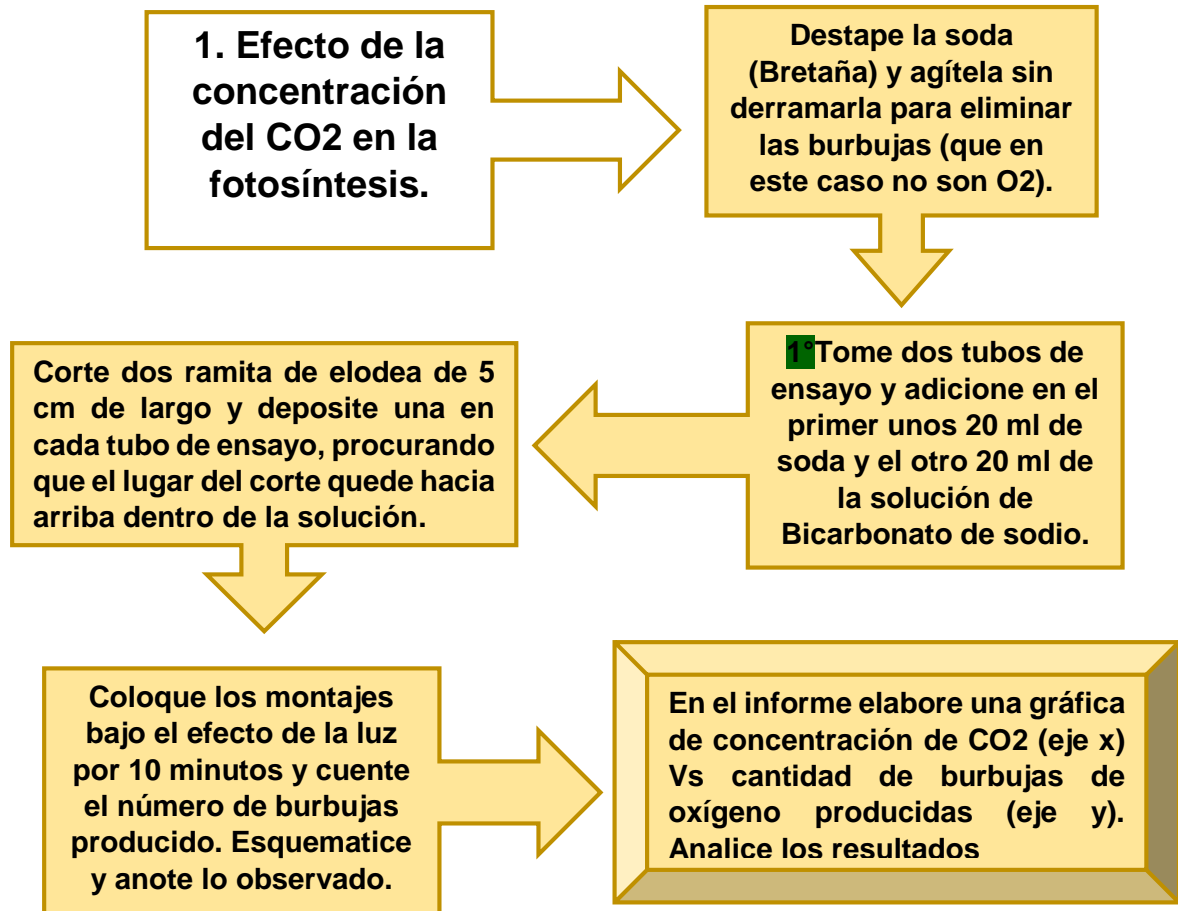 1. Efecto de la
concentración
del CO2 en la
fotosíntesis.
Destape la soda
(Bretaña) y agítela sin
derramarla para eliminar
las burbujas (que en
este caso no son O2).
1°Tome dos tubos de
ensayo y adicione en el
primer unos 20 ml de
soda y el otro 20 ml de
la solución de
Bicarbonato de sodio.
Corte dos ramita de elodea de 5
cm de largo y deposite una en
cada tubo de ensayo, procurando
que el lugar del corte quede hacia
arriba dentro de la solución.
Coloque los montajes
bajo el efecto de la luz
por 10 minutos y cuente
el número de burbujas
producido. Esquematice
y anote lo observado.
En el informe elabore una gráfica
de concentración de CO2 (eje x)
Vs cantidad de burbujas de
oxígeno producidas (eje y).
Analice los resultados